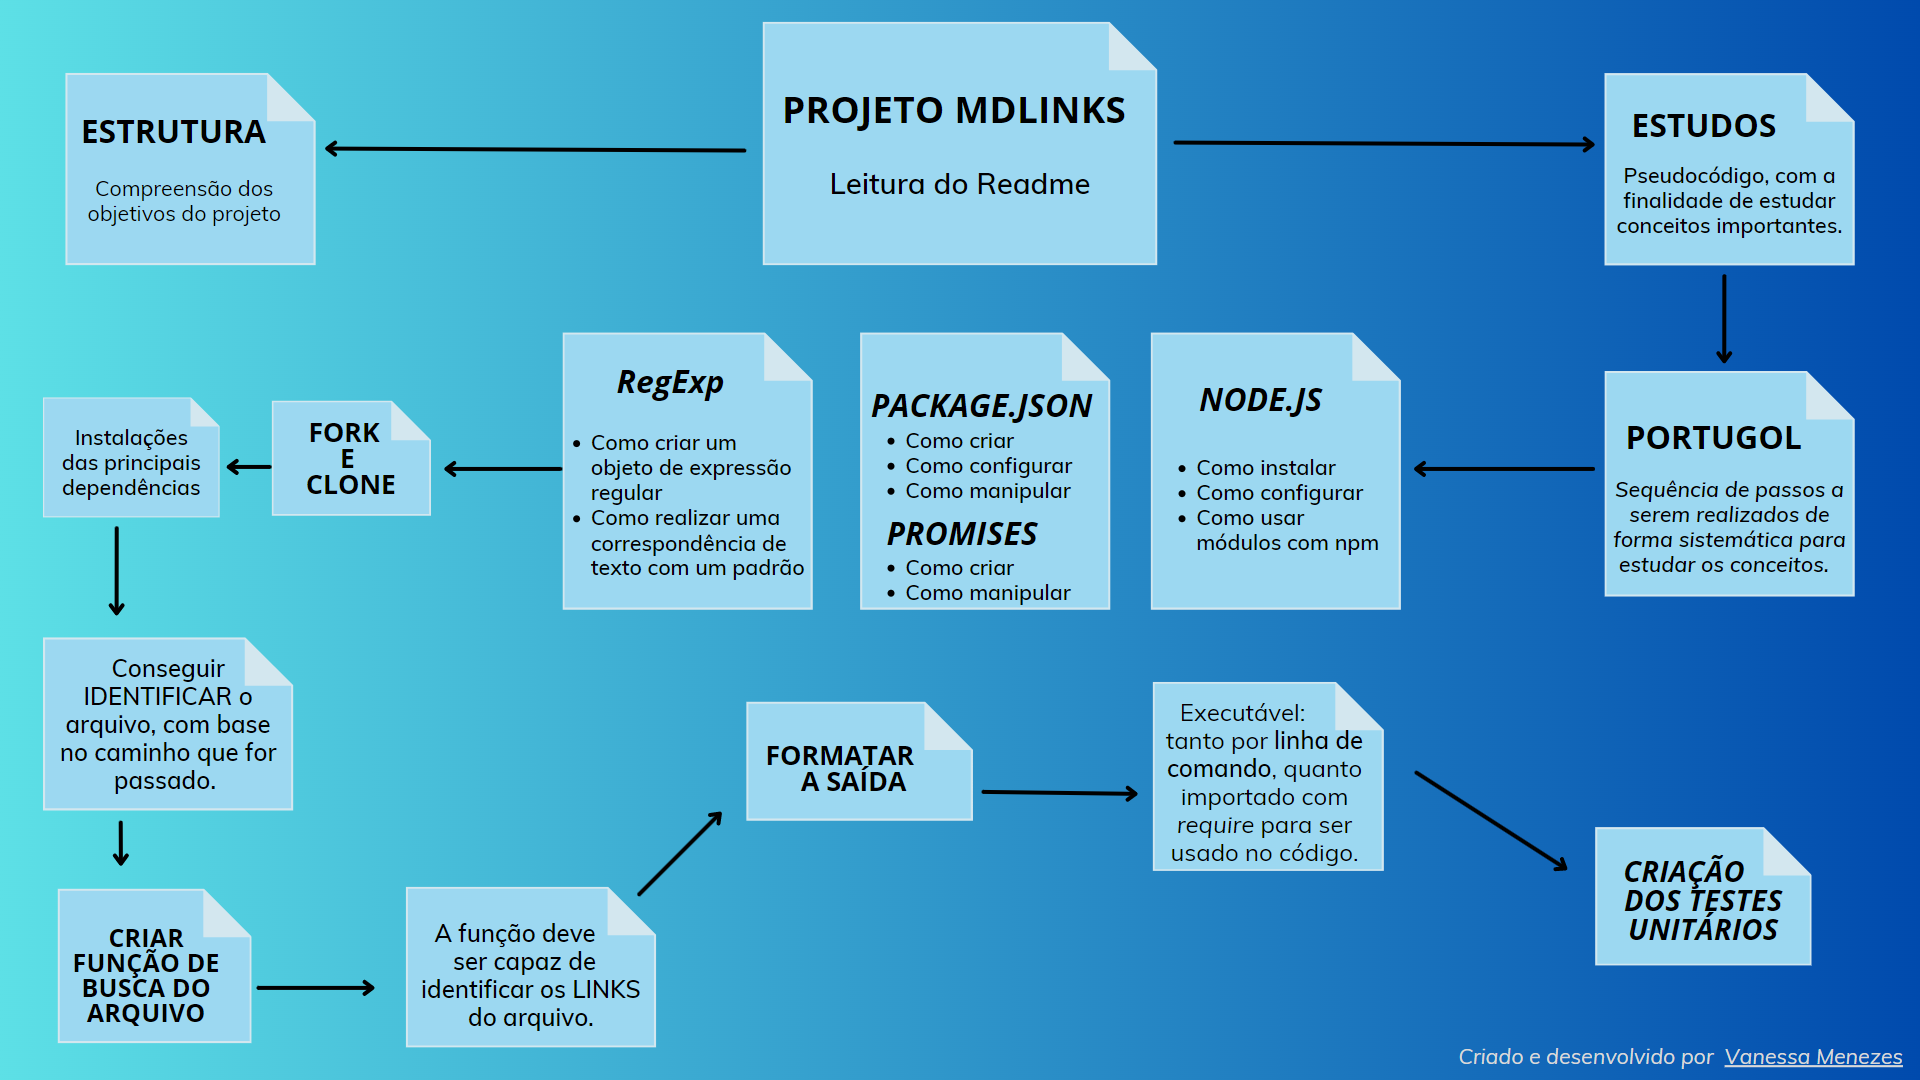 PROJETO MDLINKS
Leitura do Readme
ESTRUTURA
Compreensão dos
objetivos do projeto
ESTUDOS
Pseudocódigo, com a
finalidade de estudar
conceitos importantes.
PORTUGOL
Sequência de passos a
serem realizados de
forma sistemática para
estudar os conceitos.
NODE.JS
• Como instalar
• Como configurar
• Como usar
módulos com npm
PACKAGE.JSON
• Como criar
• Como configurar
• Como manipular
PROMISES
• Como criar
• Como manipular
RegExp
• Como criar um
objeto de expressão
regular
• Como realizar uma
correspondência de
texto com um padrão
FORK
E
CLONE
Instalações
das principais
dependências
Conseguir
IDENTIFICAR o
arquivo, com base
no caminho que for
passado.
CRIAR
FUNÇÃO DE
BUSCA DO
ARQUIVO
A função deve
ser capaz de
identificar os LINKS
do arquivo.
FORMATAR
A SAÍDA
Executável:
tanto por linha de
comando, quanto
importado com
require para ser
usado no código.
CRIAÇÃO
DOS TESTES
UNITÁRIOS
Criado e desenvolvido por Vanessa Menezes